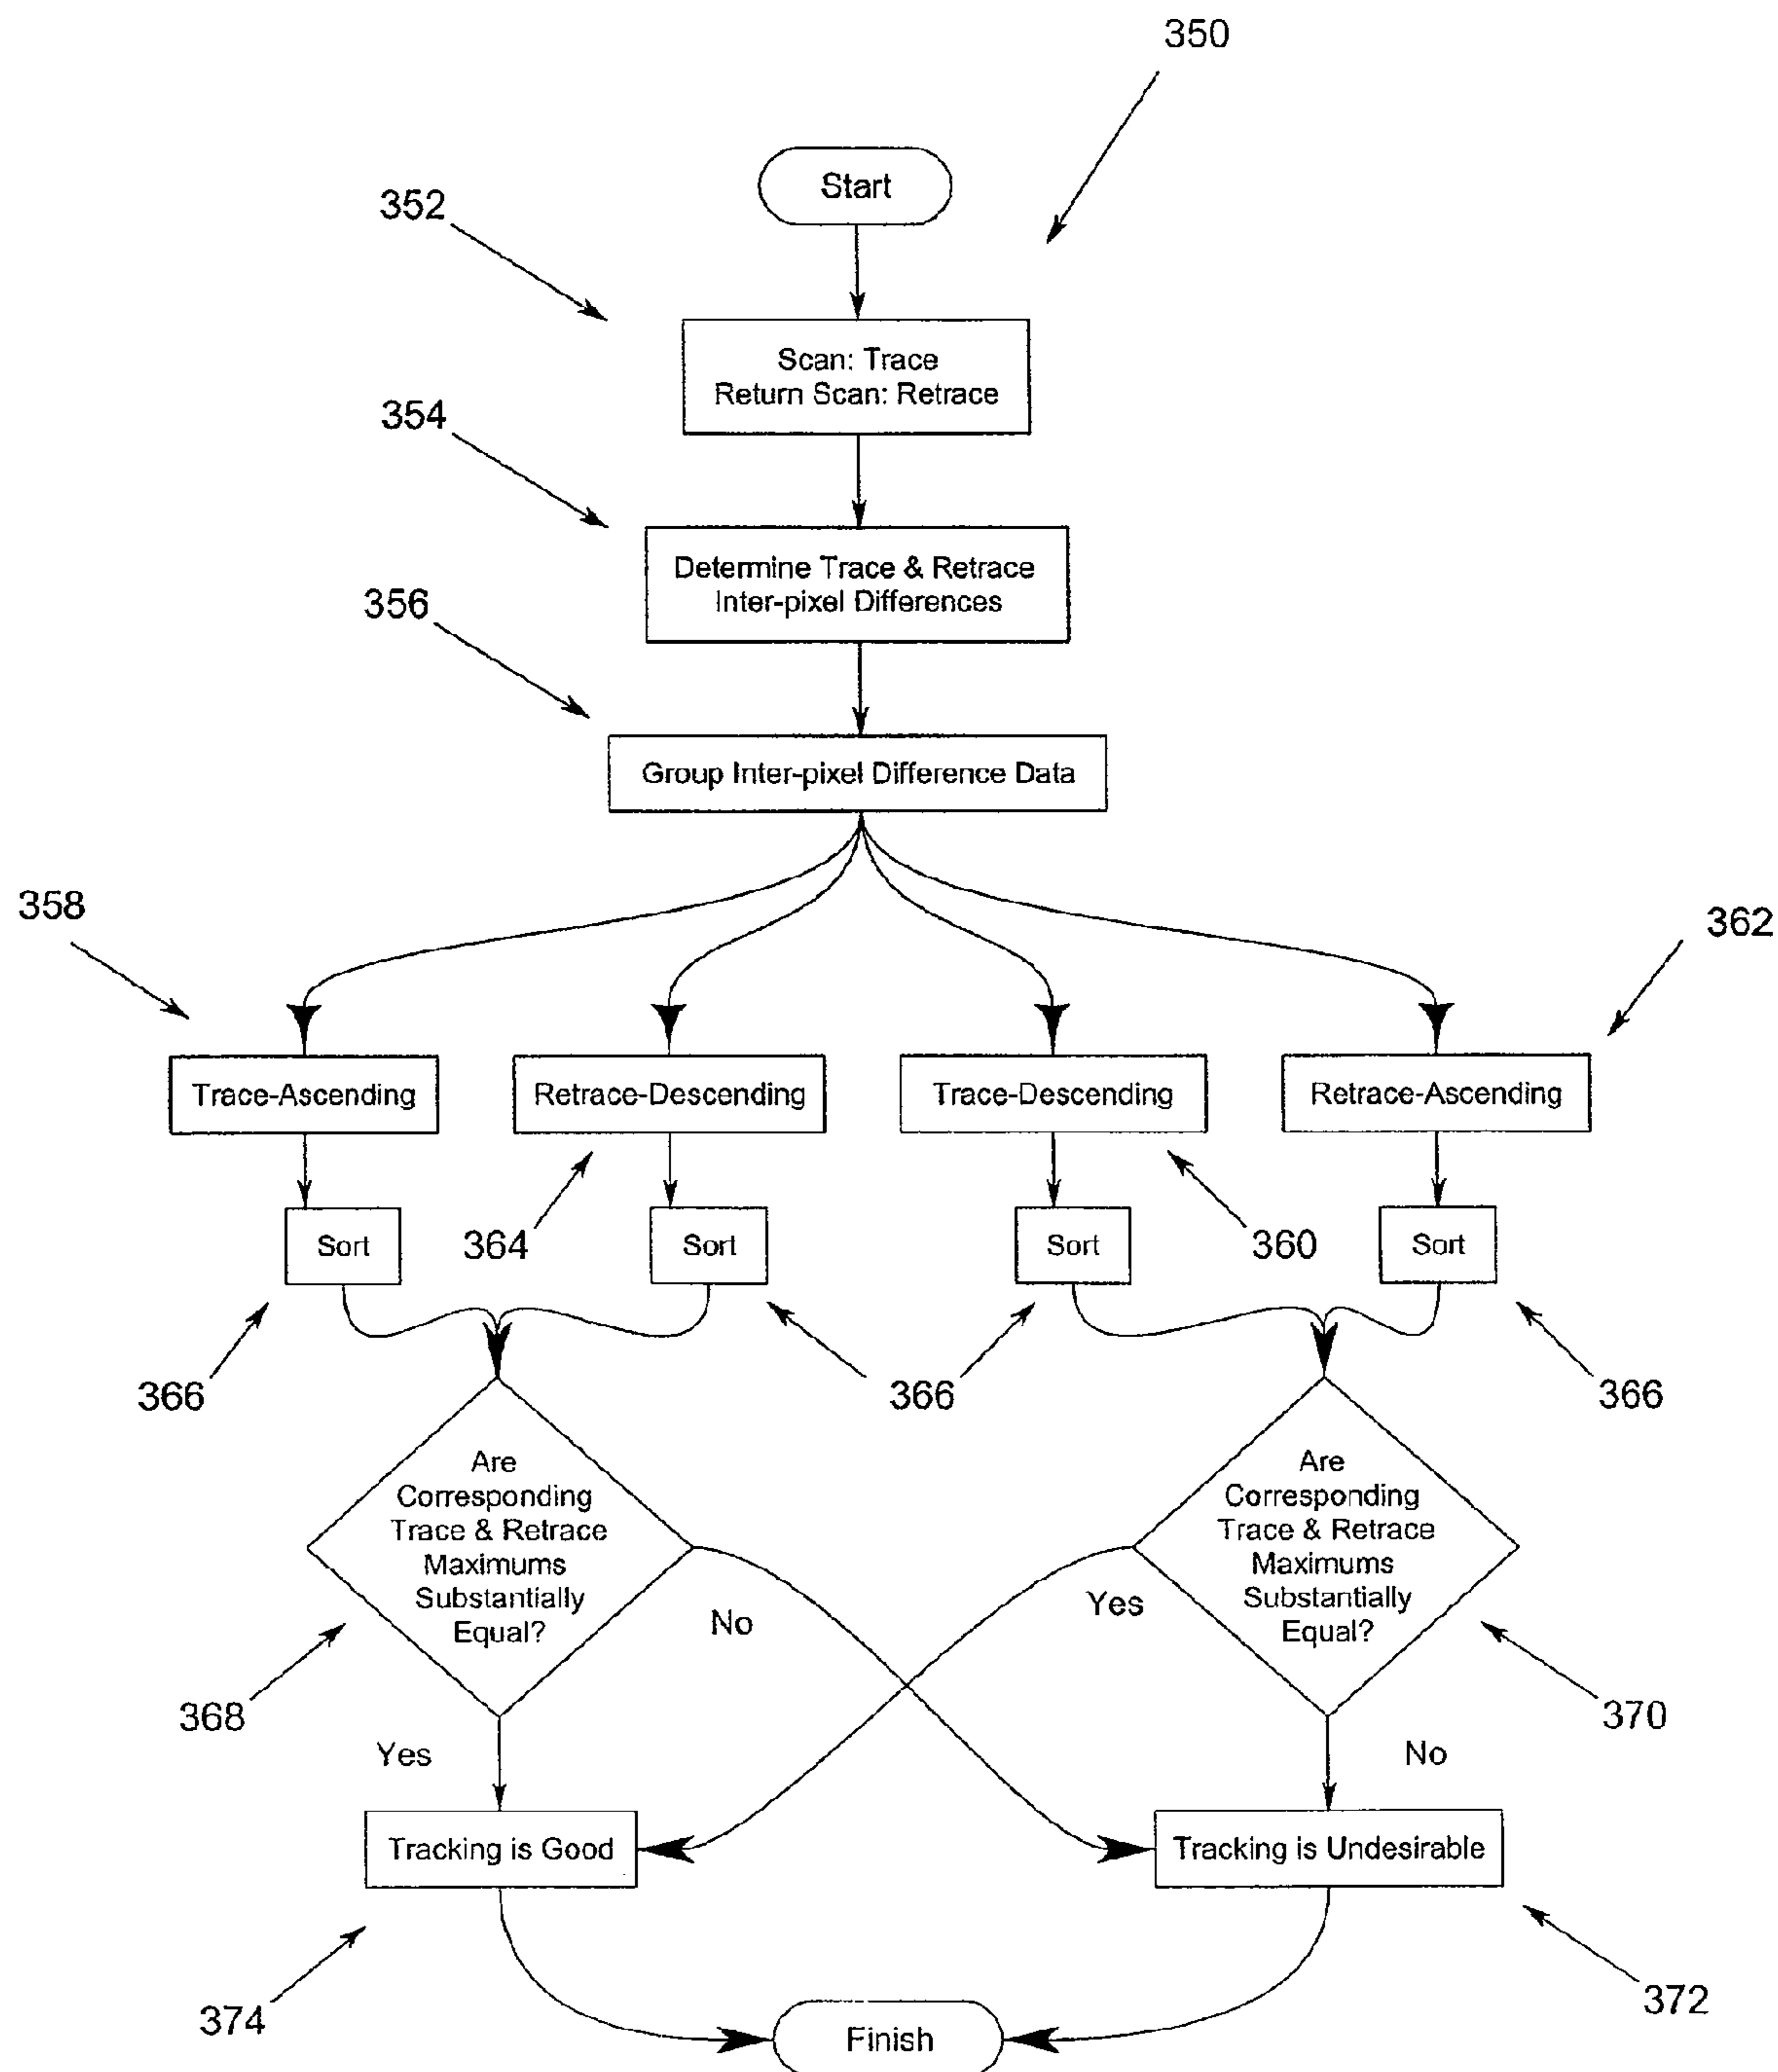 350
Start
352
Scan: Trace
Return Scan: Retrace
354
Determine Trace & Retrace
Inter-pixel Differences
356
Group Inter-pixel Difference Data
358
362
Trace-Ascending
Retrace-Descending
Trace-Descending
Retrace-Ascending
Sort
364
Sort
Sort
360
Sort
366
366
366
Are
Corresponding
Trace & Retrace
Maximums
Substantially
Equal?
Are
Corresponding
Trace & Retrace
Maximums
Substantially
Equal?
No
Yes
368
370
Yes
No
Tracking is Good
Tracking is Undesirable
374
372
Finish